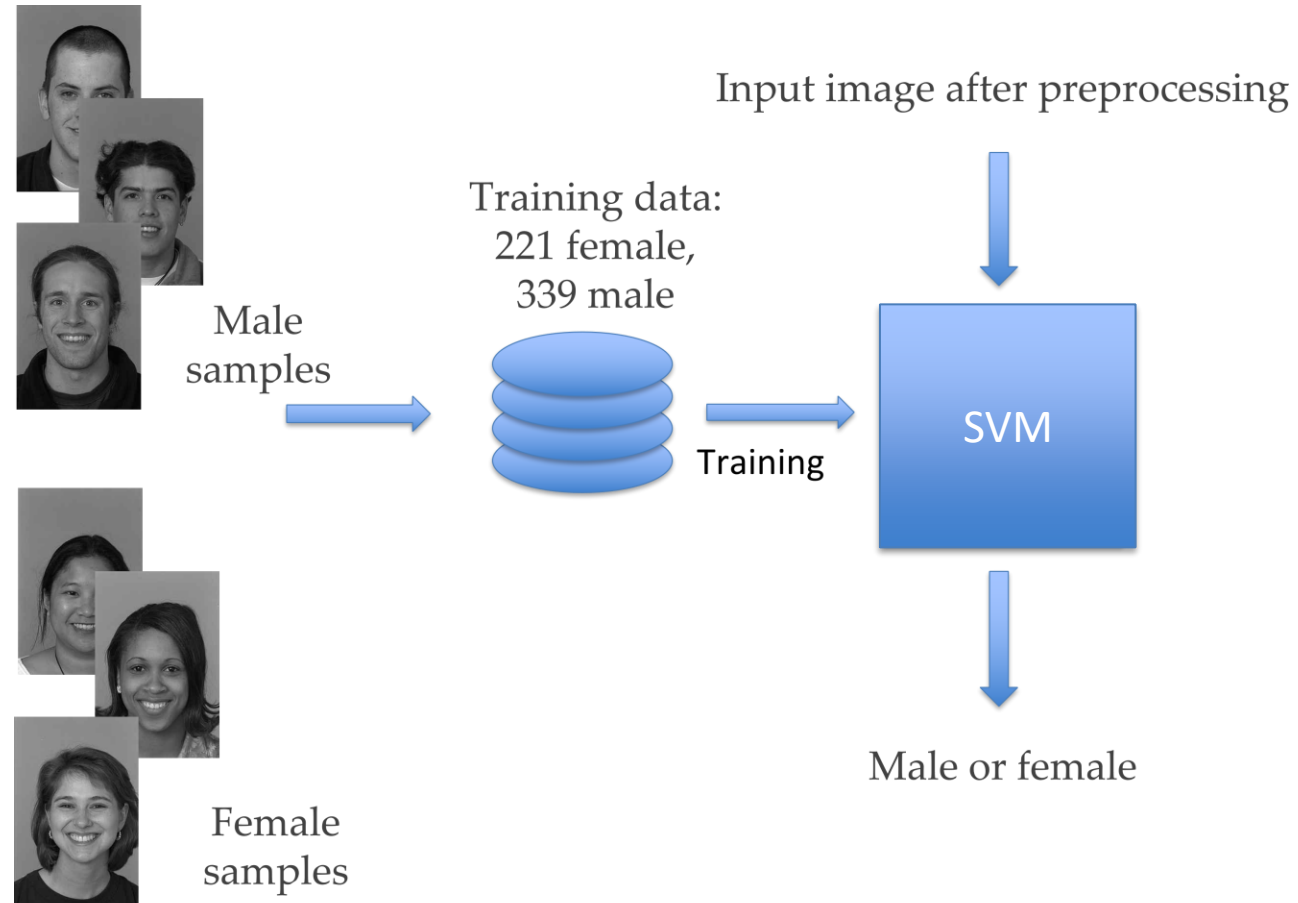 Input image after preprocessing
Training data:
221 female,
339 male
Male
samples
SVM
Training
Male or female
Female
samples